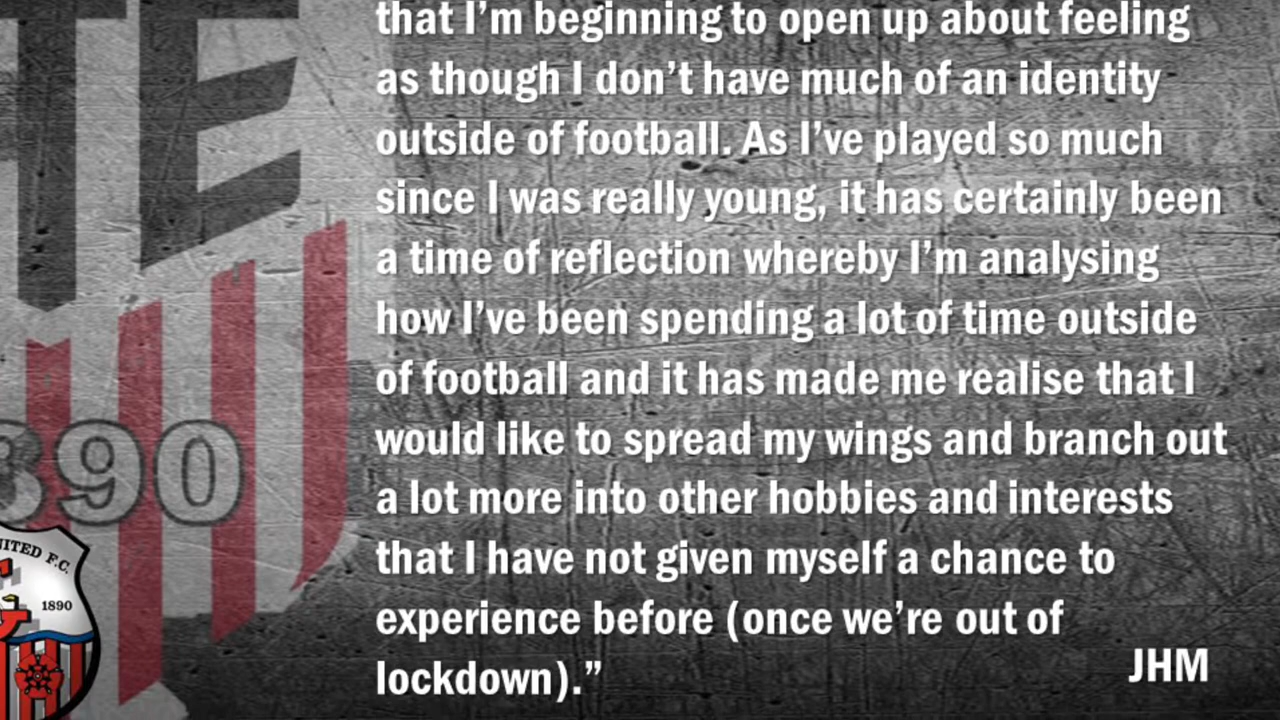 TE
that I'm beginning to open up about feeling
as though I don't have much of an identity
outside of football. As I've played so much
since I was really young, it has certainly been
a time of reflection whereby I'm analysing
how I've been spending a lot of time outside
of football and it has made me realise that I
would like to spread my wings and branch out
a lot more into other hobbies and interests
that I have not given myself a chance to
experience before (once we're out of
lockdown)."
JHM
890
NITED F.C.
1890